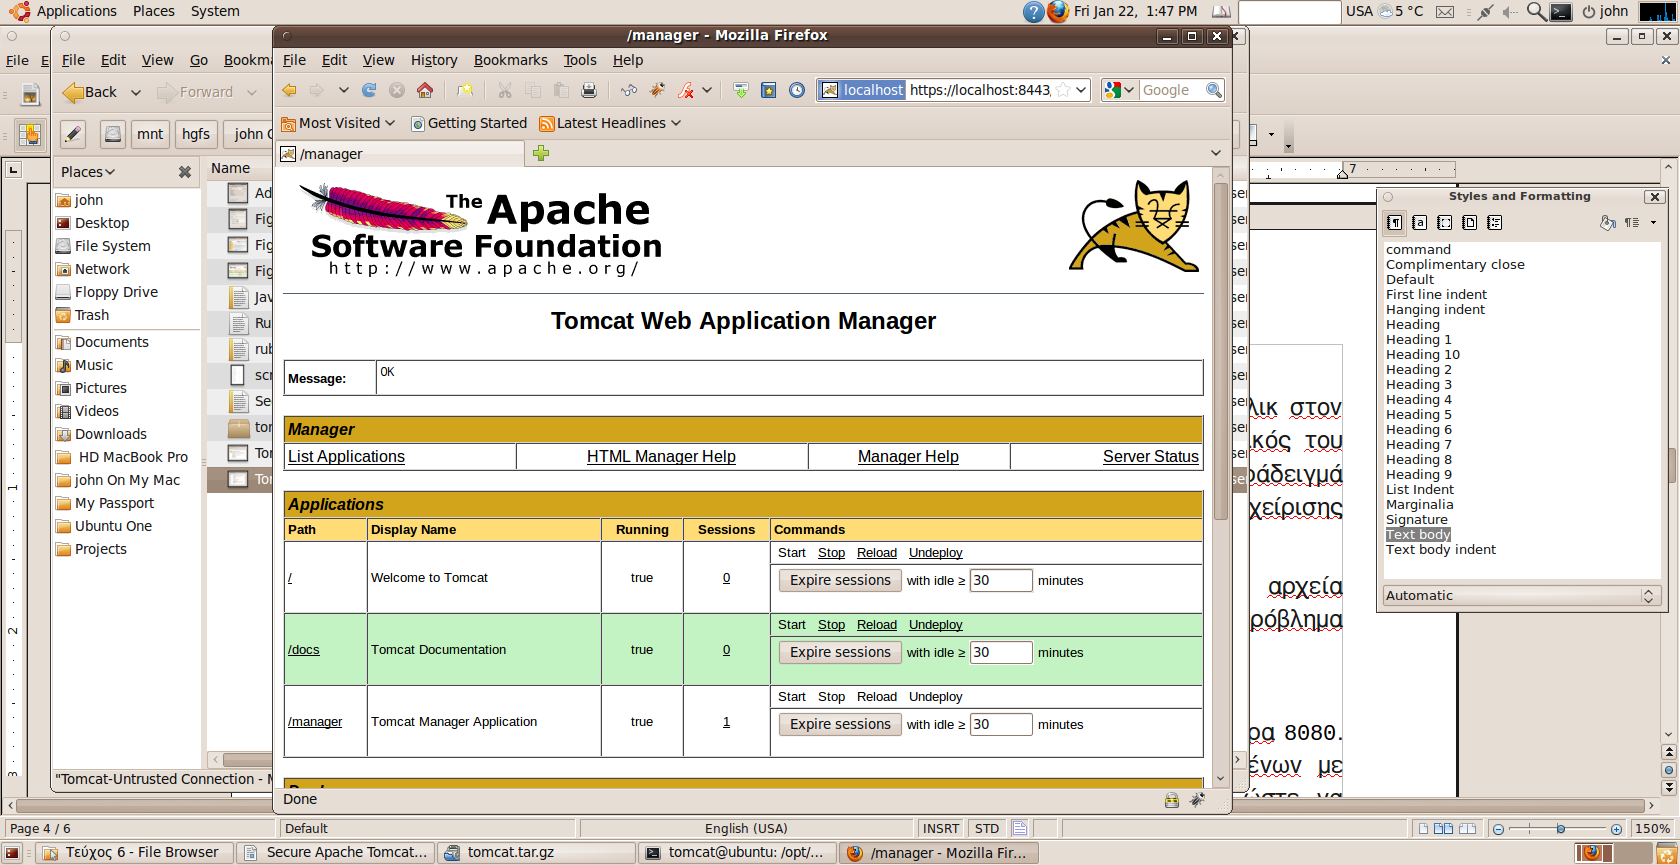 Applications Places System
Fri Jan 22, 1:47 PM USA 5 °C john
/manager - Mozilla Firefox
File
File Edit View Go Bookm
File Edit View History Bookmarks Tools Help
Back Forward
localhost https://localhost:8443/ Google
mnt hgfs john
Most Visited Getting Started Latest Headlines
/manager
Places
Name
john
Desktop
File System
Network
Floppy Drive
Trash
Documents
Music
Pictures
Videos
Downloads
HD MacBook Pro
john On My Mac
My Passport
Ubuntu One
Projects
Ad
Fig
Fig
Fig
Jav
Ru
rub
scr
Se
tor
Tor
Tor
"Tomcat-Untrusted Connection - M
The Apache
Software Foundation
http://www.apache.org/
Tomcat Web Application Manager
Message: OK
Manager
List Applications HTML Manager Help Manager Help Server Status
Applications
Path Display Name Running Sessions Commands
/ Welcome to Tomcat true 0 Start Stop Reload Undeploy
Expire sessions with idle ≥ 30 minutes
/docs Tomcat Documentation true 0 Start Stop Reload Undeploy
Expire sessions with idle ≥ 30 minutes
/manager Tomcat Manager Application true 1 Start Stop Reload Undeploy
Expire sessions with idle ≥ 30 minutes
Done
7
λικ στον
κός του
ράδειγμά
χείρισης
αρχεία
ρόβλημα
ρα 8080.
ένων με
ώστε να
Styles and Formatting
command
Complimentary close
Default
First line indent
Hanging indent
Heading
Heading 1
Heading 10
Heading 2
Heading 3
Heading 4
Heading 5
Heading 6
Heading 7
Heading 8
Heading 9
List Indent
Marginalia
Signature
Text body
Text body indent
Automatic
1
2
Page 4 / 6 Default English (USA) INSRT STD 150%
Τεύχος 6 - File Browser Secure Apache Tomcat... tomcat.tar.gz tomcat@ubuntu: /opt/... /manager - Mozilla Fir...